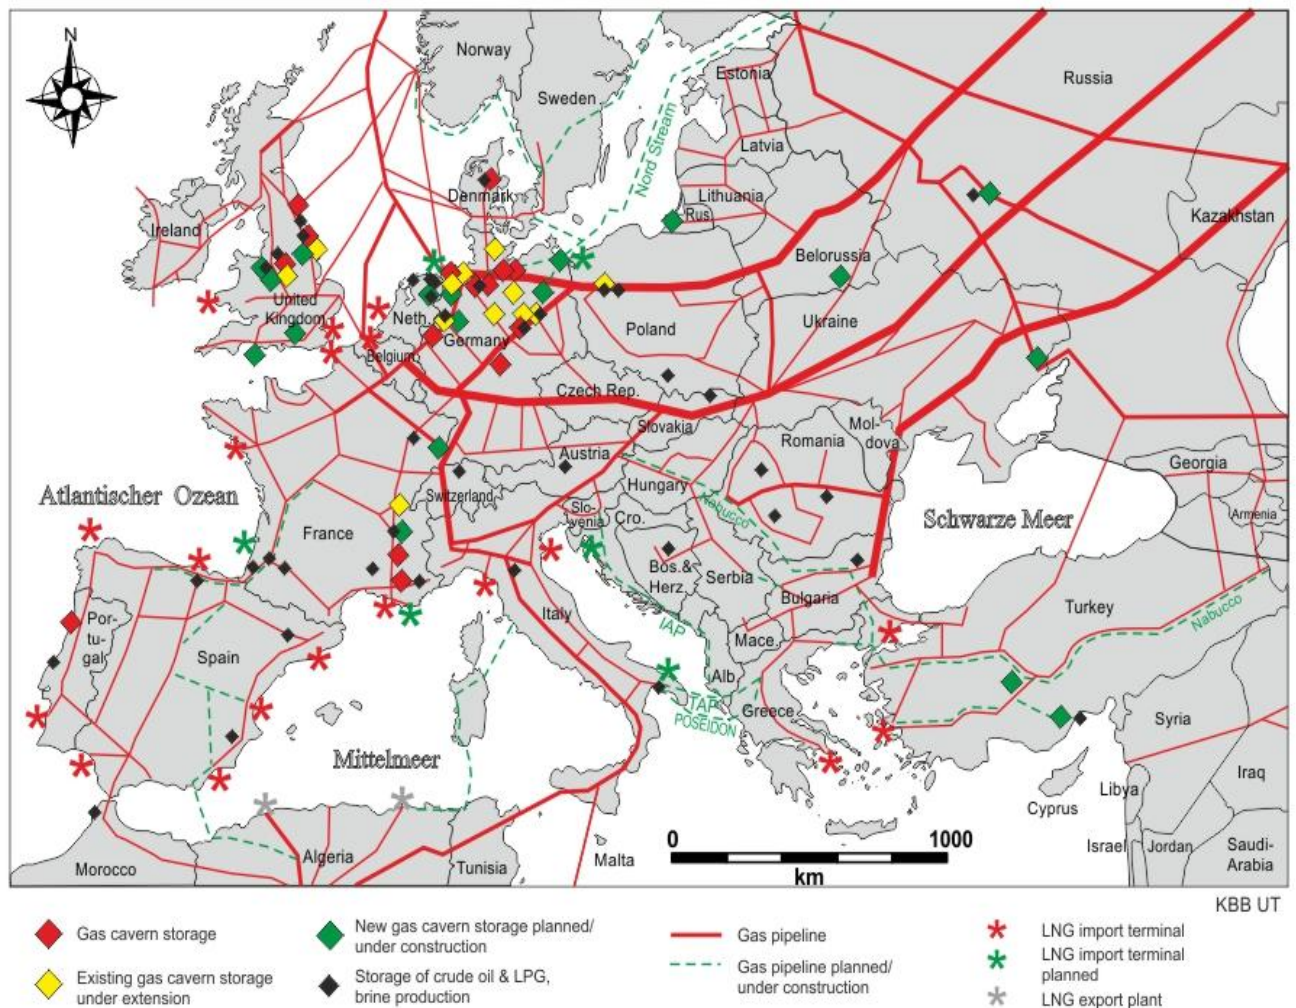 N
Norway
Russia
Estonia
Sweden
Nord Stream
Latvia
Denmark
Lithuania
Rus.
Kazakhstan
Ireland
Belorussia
United
Kingdom
Neth.
Poland
Ukraine
Germany
Belgium
Czech Rep.
Slovakia
Mol-
dova
Romania
Austria
Georgia
Switzerland
Hungary
Atlantischer Ozean
Nabucco
Slo-
venia
Cro.
Armenia
France
Schwarze Meer
Bos.&
Herz.
Serbia
Bulgaria
Turkey
Nabucco
Por-
tu-
gal
Italy
IAP
Mace.
Spain
Alb.
TAP
POSEIDON
Greece
Syria
Mittelmeer
Iraq
Libya
Cyprus
0
1000
km
Israel
Jordan
Saudi-
Arabia
Morocco
Algeria
Tunisia
Malta
KBB UT
Gas cavern storage
Existing gas cavern storage
under extension
New gas cavern storage planned/
under construction
Storage of crude oil & LPG,
brine production
Gas pipeline
Gas pipeline planned/
under construction
LNG import terminal
LNG import terminal
planned
LNG export plant